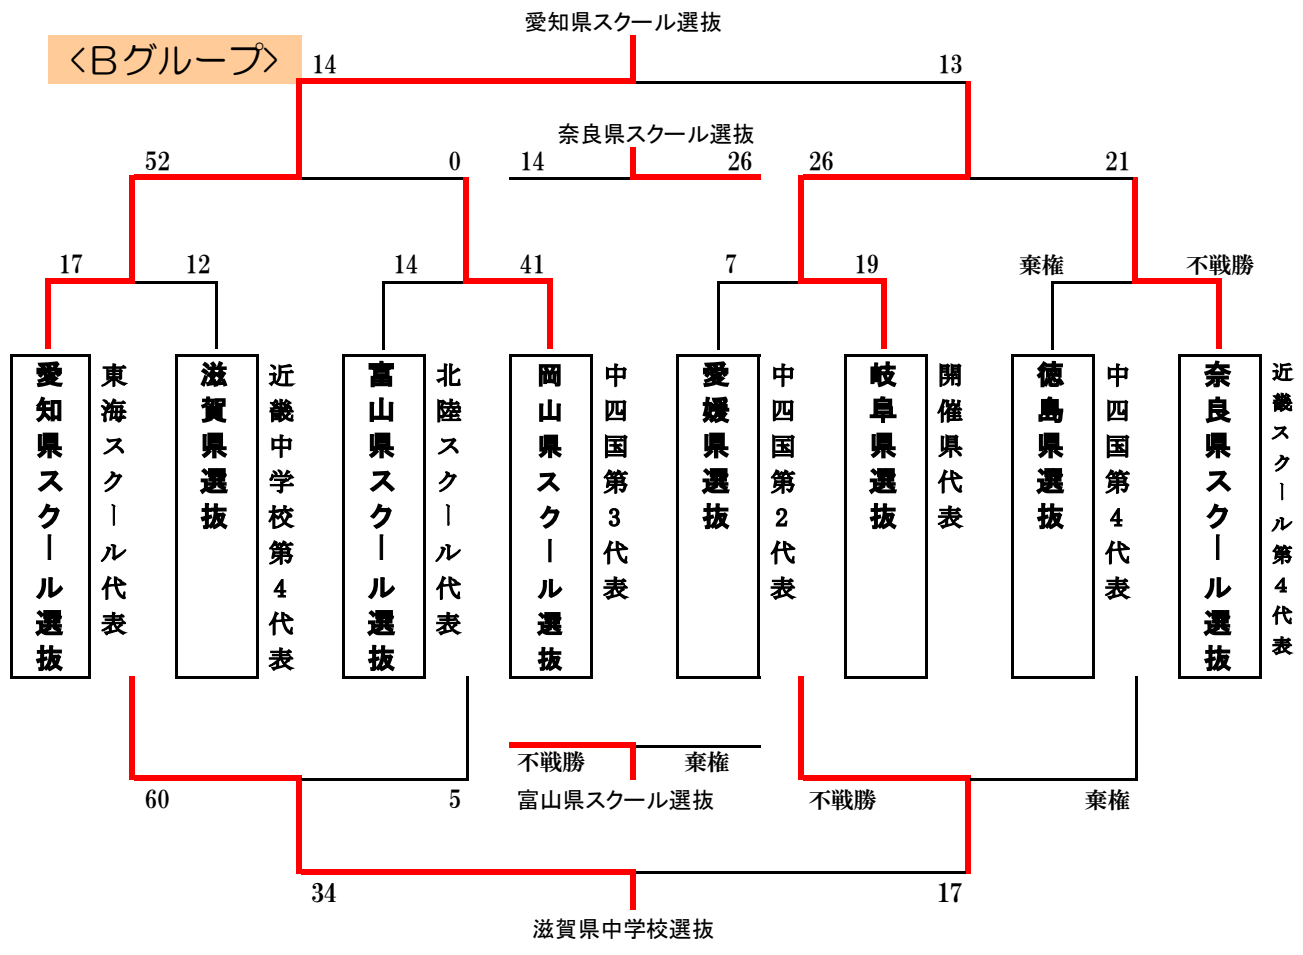 愛知県スクール選抜
<Bグループ>
14
13
奈良県スクール選抜
52
0
14
26
26
21
17
12
14
41
7
19
棄権
不戦勝
愛知県スクール選抜
東海スクール代表
滋賀県選抜
近畿中学校第4代表
富山県スクール選抜
北陸スクール代表
岡山県スクール選抜
中四国第3代表
愛媛県選抜
中四国第2代表
岐阜県選抜
開催県代表
徳島県選抜
中四国第4代表
奈良県スクール選抜
近畿スクール第4代表
不戦勝
棄権
60
5
富山県スクール選抜
不戦勝
棄権
34
17
滋賀県中学校選抜